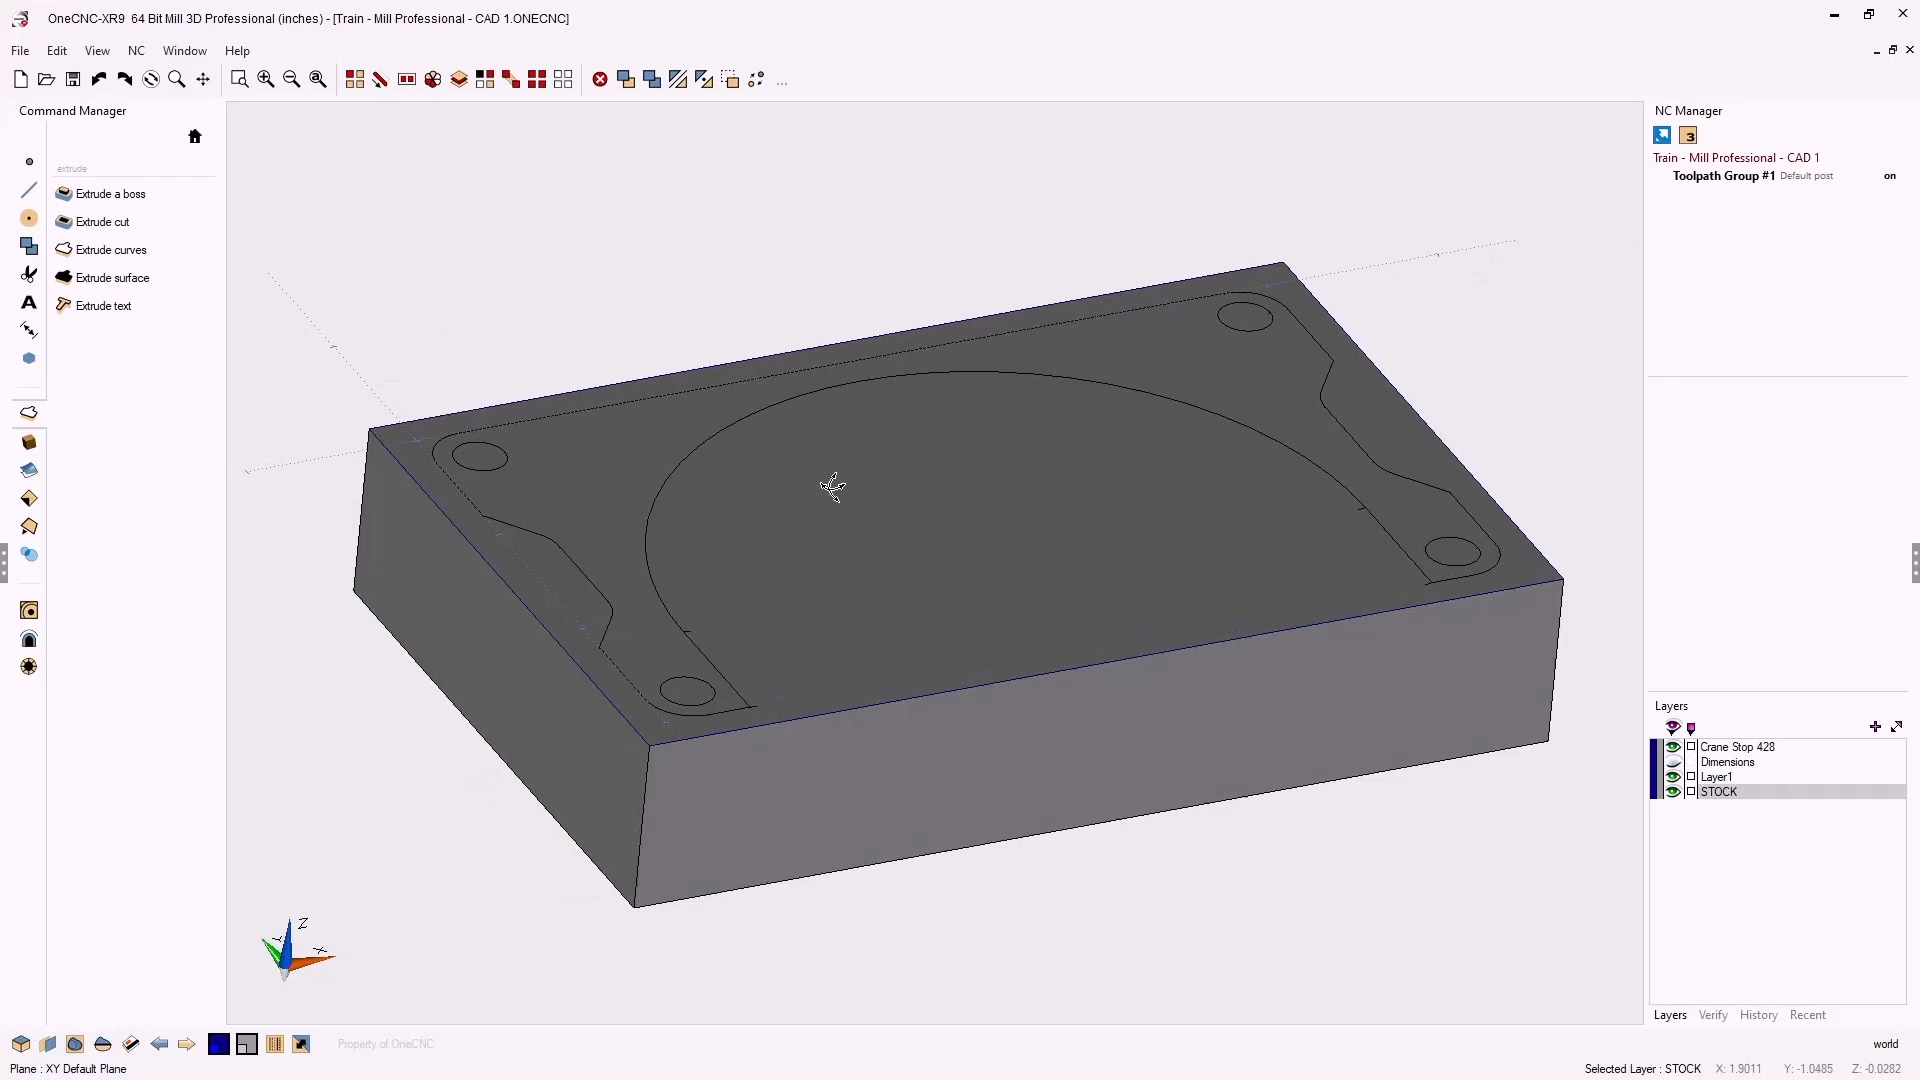 OneCNC-XR9 64 Bit Mill 3D Professional (inches) - [Train - Mill Professional - CAD 1.ONECNC]
File Edit View NC Window Help
Command Manager
extrude
Extrude a boss
Extrude cut
Extrude curves
Extrude surface
Extrude text
A
Z
X
Y
NC Manager
3
Train - Mill Professional - CAD 1
Toolpath Group #1 Default post on
Layers
Crane Stop 428
Dimensions
Layer1
STOCK
Layers Verify History Recent
Property of OneCNC
world
Plane : XY Default Plane
Selected Layer : STOCK X: 1.9011 Y: -1.0485 Z: -0.0282